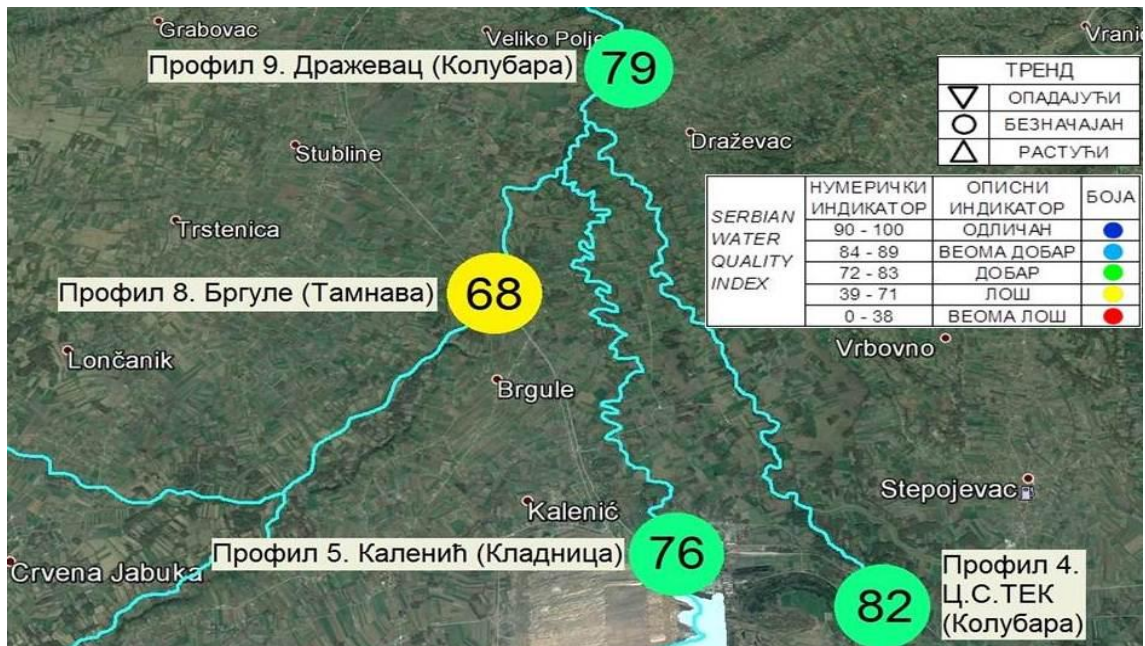 Grabovac
Veliko Polje
Vranić
Профил 9. Дражевац (Колубара)
79
ТРЕНД
ОПАДАЈУЋИ
БЕЗНАЧАЈАН
РАСТУЋИ
Stubline
Draževac
SERBIAN
WATER
QUALITY
INDEX
НУМЕРИЧКИ
ИНДИКАТОР
ОПИСНИ
ИНДИКАТОР
БОЈА
90 - 100
ОДЛИЧАН
84 - 89
ВЕОМА ДОБАР
72 - 83
ДОБАР
39 - 71
ЛОШ
0 - 38
ВЕОМА ЛОШ
Trstenica
Профил 8. Бргуле (Тамнава)
68
Lončanik
Vrbovno
Brgule
Stepojevac
Kalenić
Профил 5. Каленић (Кладница)
76
Crvena Jabuka
82
Профил 4.
Ц.С.ТЕК
(Колубара)